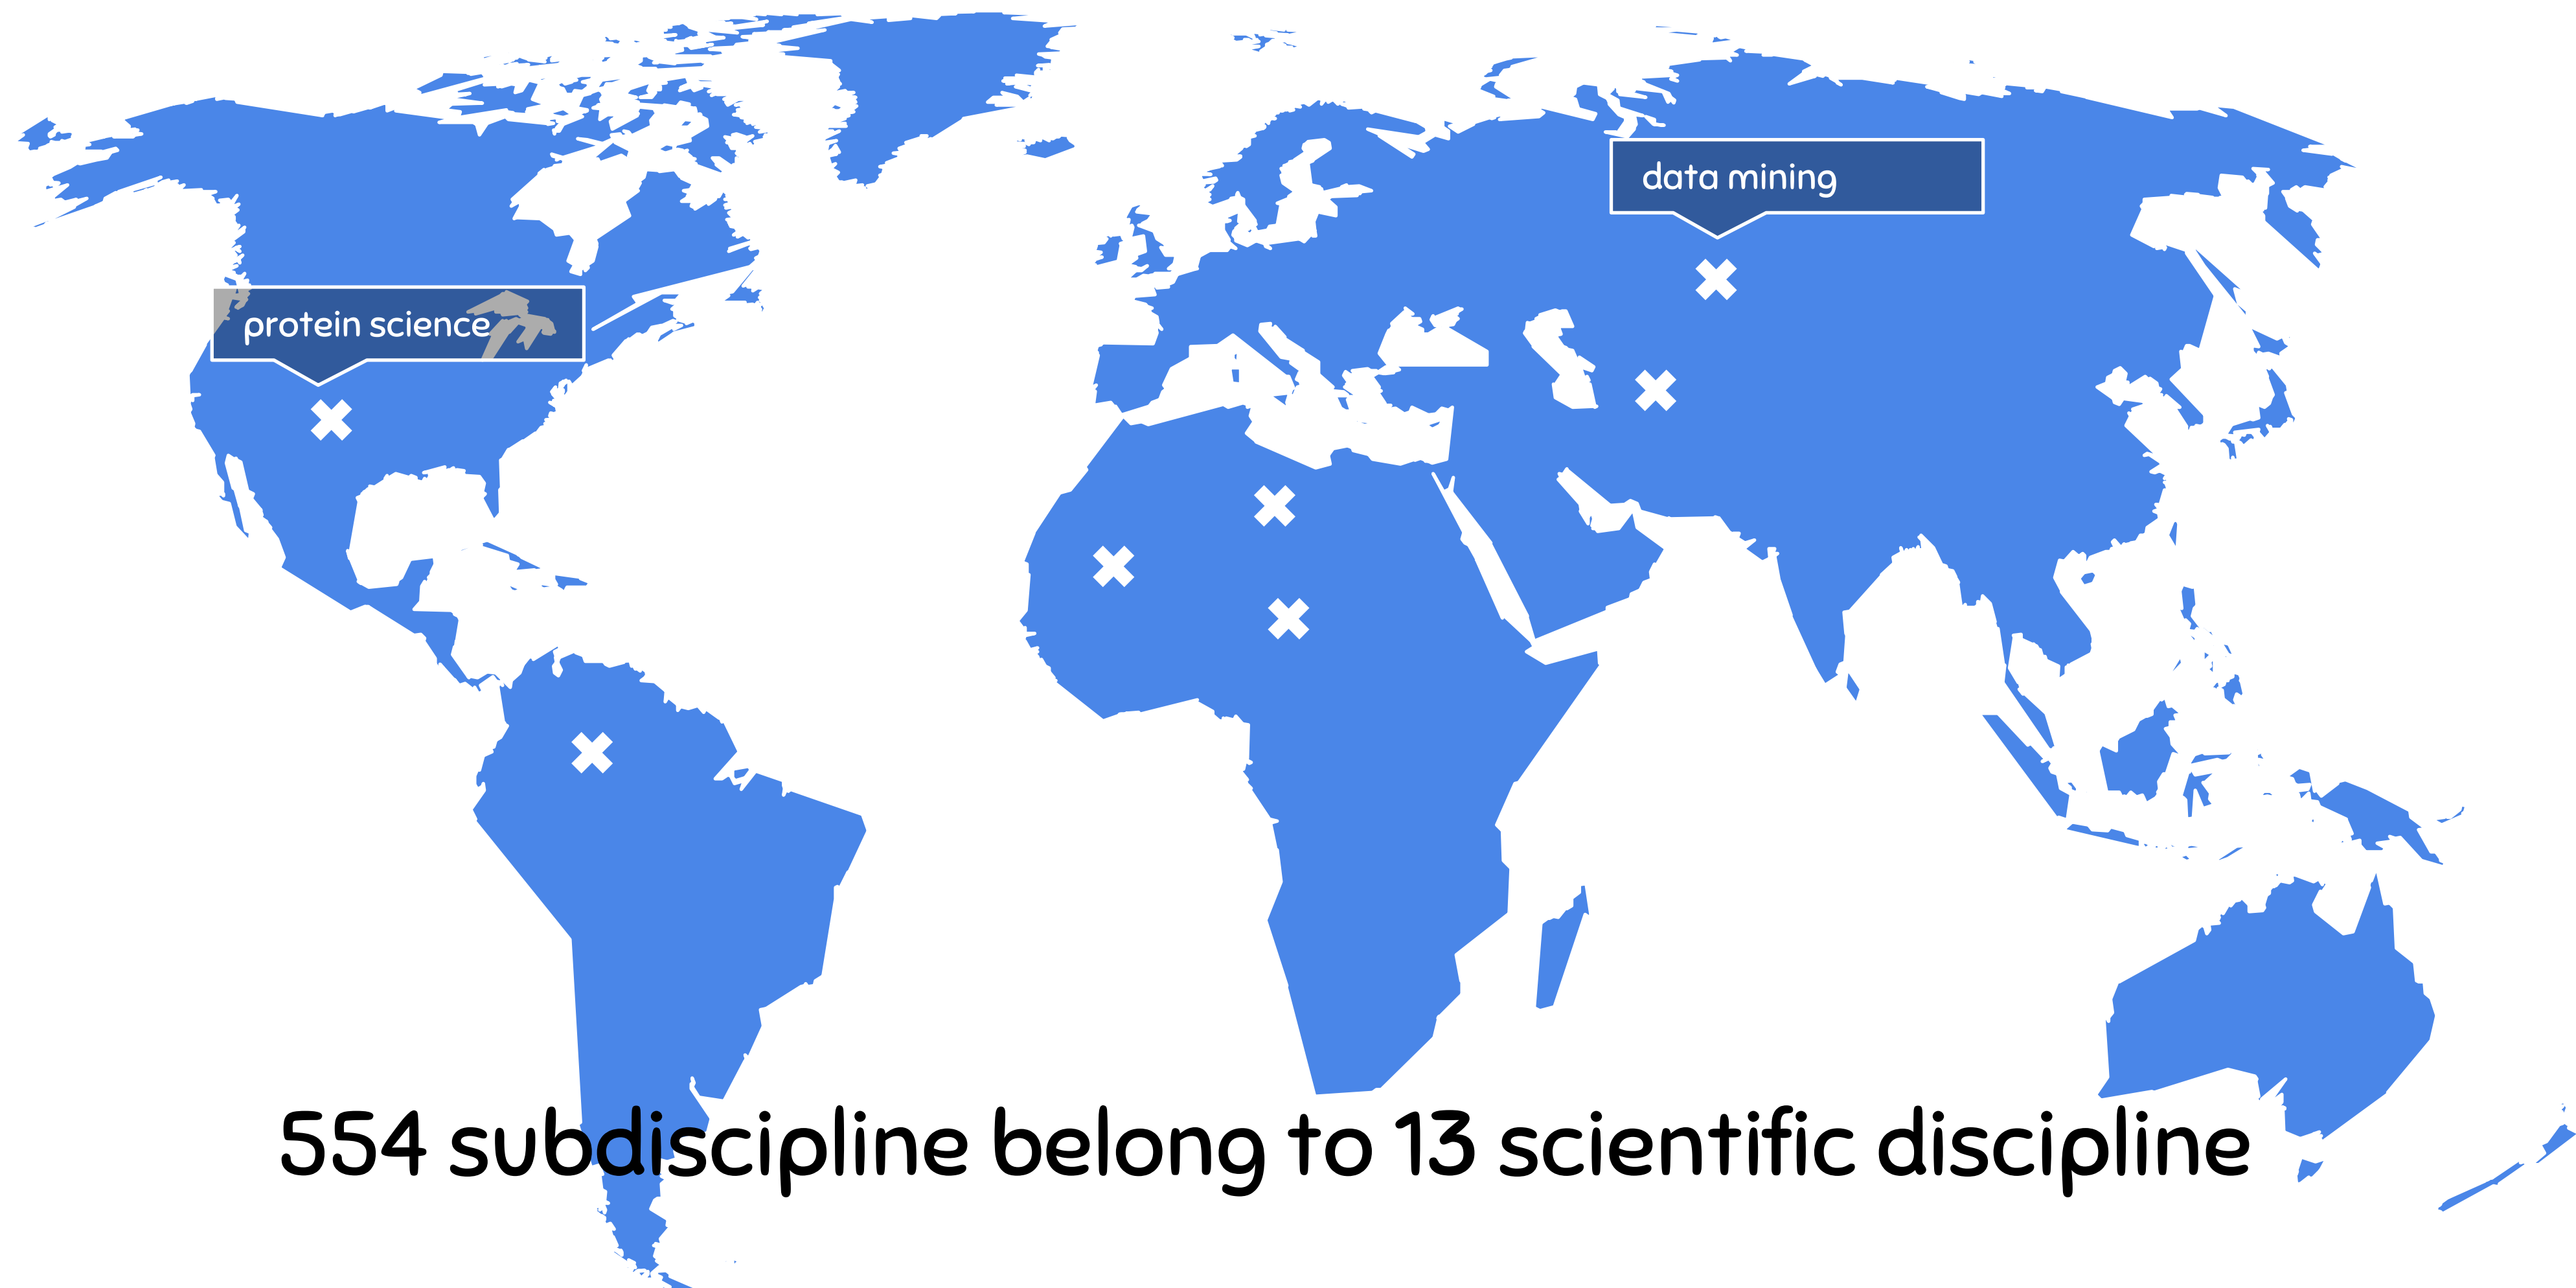 data mining
protein science
554 subdiscipline belong to 13 scientific discipline